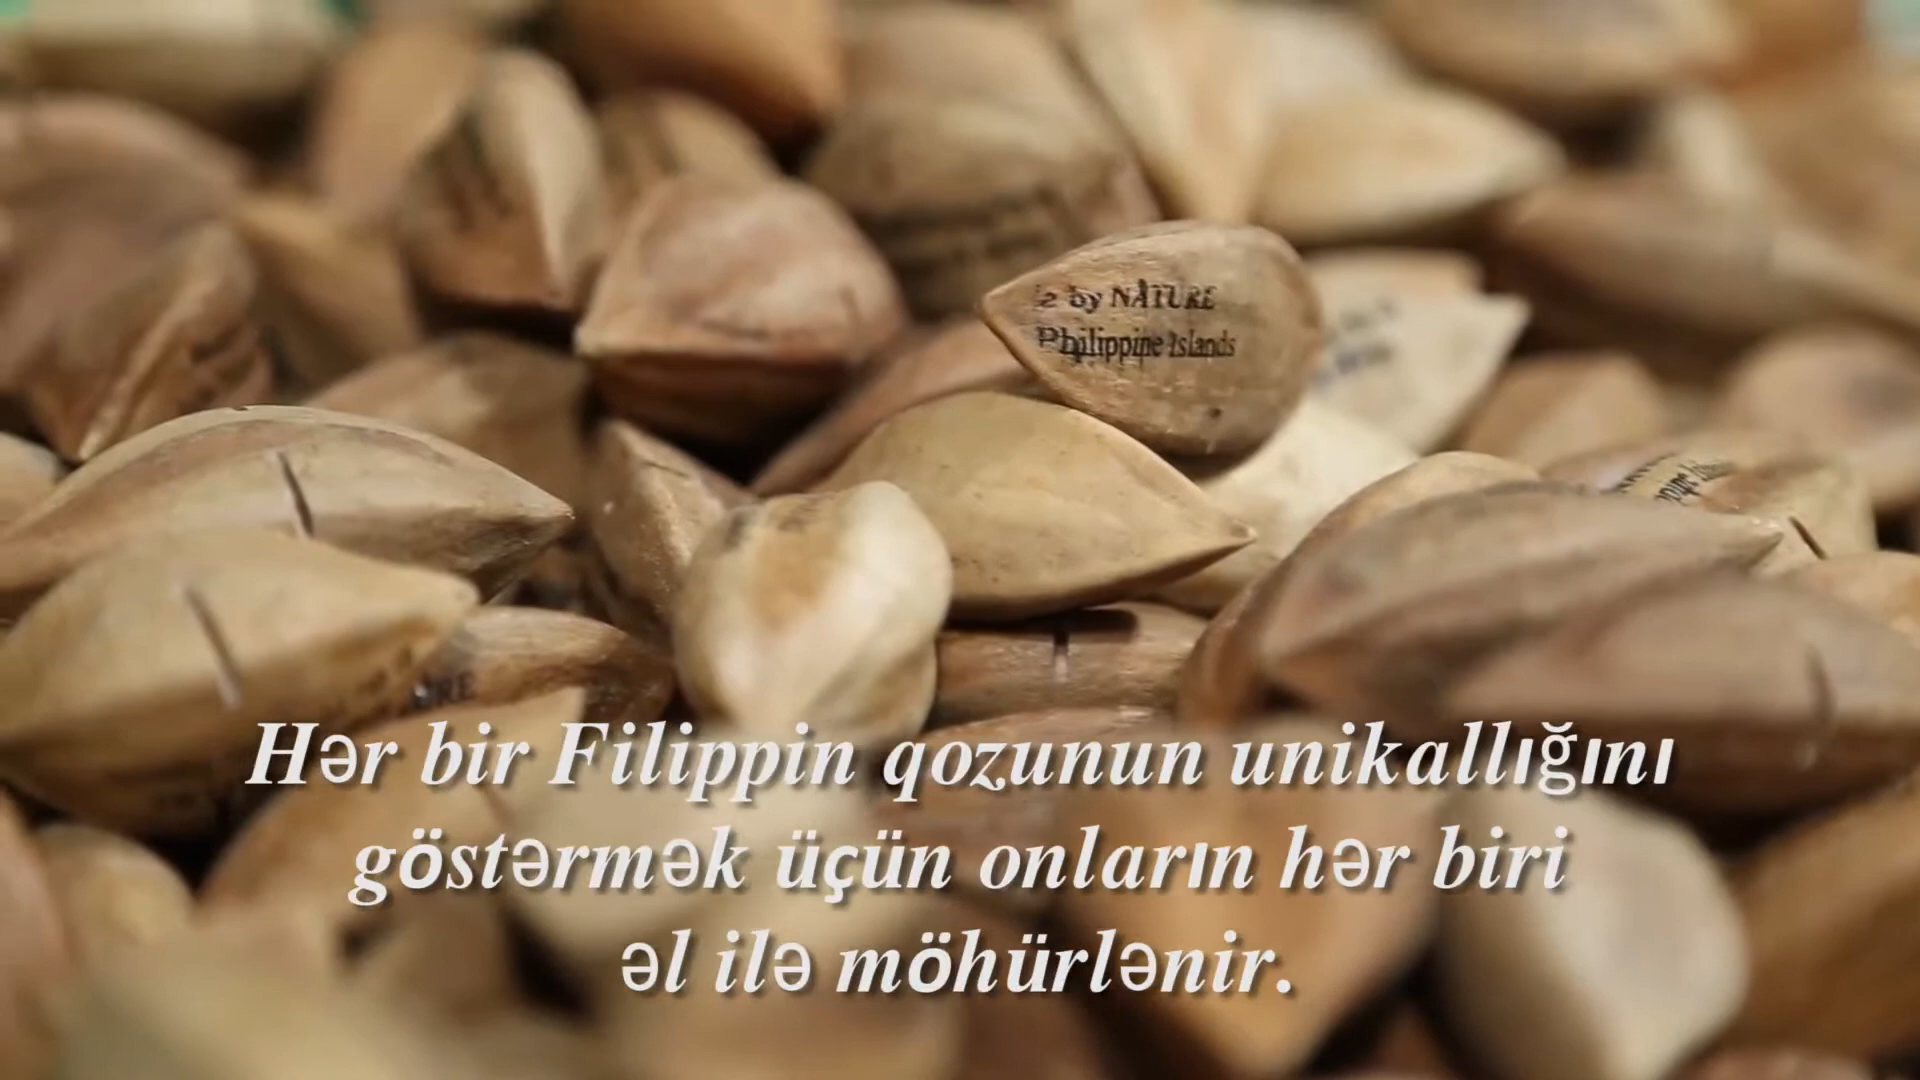 by NATURE
Philippine Islands
Hər bir Filippin qozunun unikallığını
göstərmək üçün onların hər biri
əl ilə möhürlənir.